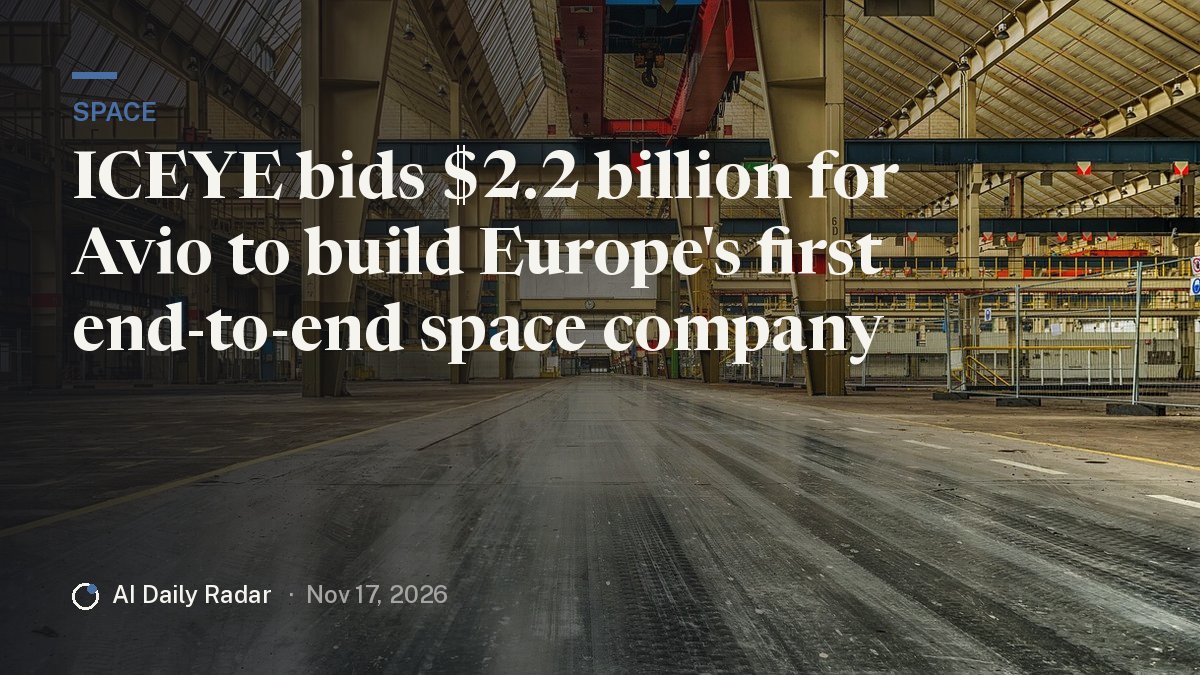 SPACE
ICEYE bids $2.2 billion for
Avio to build Europe's first
end-to-end space company
AI Daily Radar · Nov 17, 2026